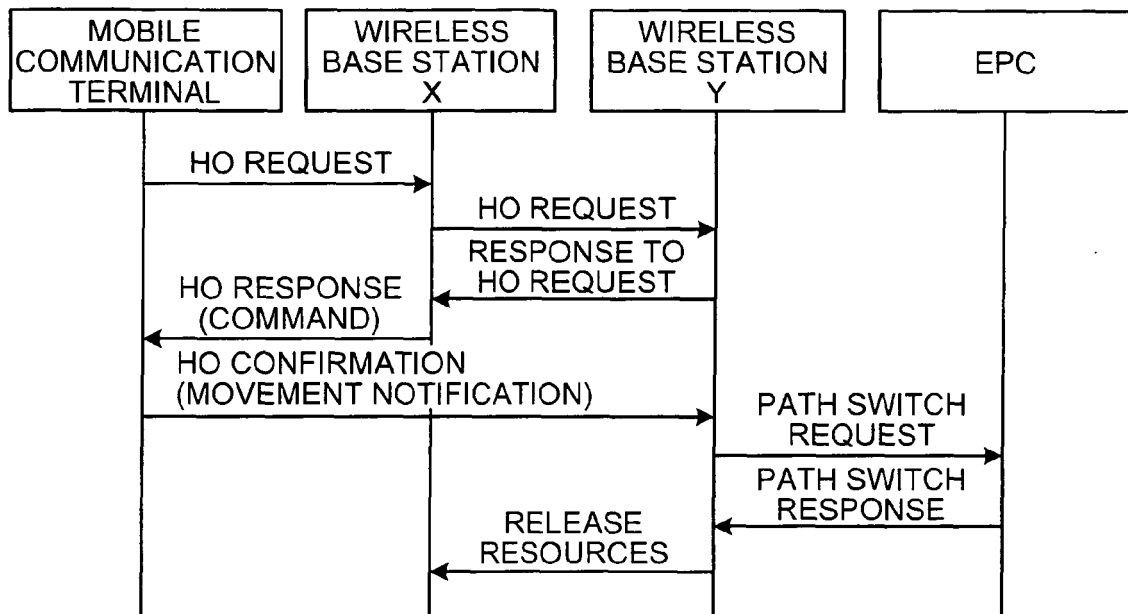 MOBILE
COMMUNICATION
TERMINAL
WIRELESS
BASE STATION
X
WIRELESS
BASE STATION
Y
EPC
HO REQUEST
HO REQUEST
RESPONSE TO
HO REQUEST
HO RESPONSE
(COMMAND)
HO CONFIRMATION
(MOVEMENT NOTIFICATION)
PATH SWITCH
REQUEST
PATH SWITCH
RESPONSE
RELEASE
RESOURCES